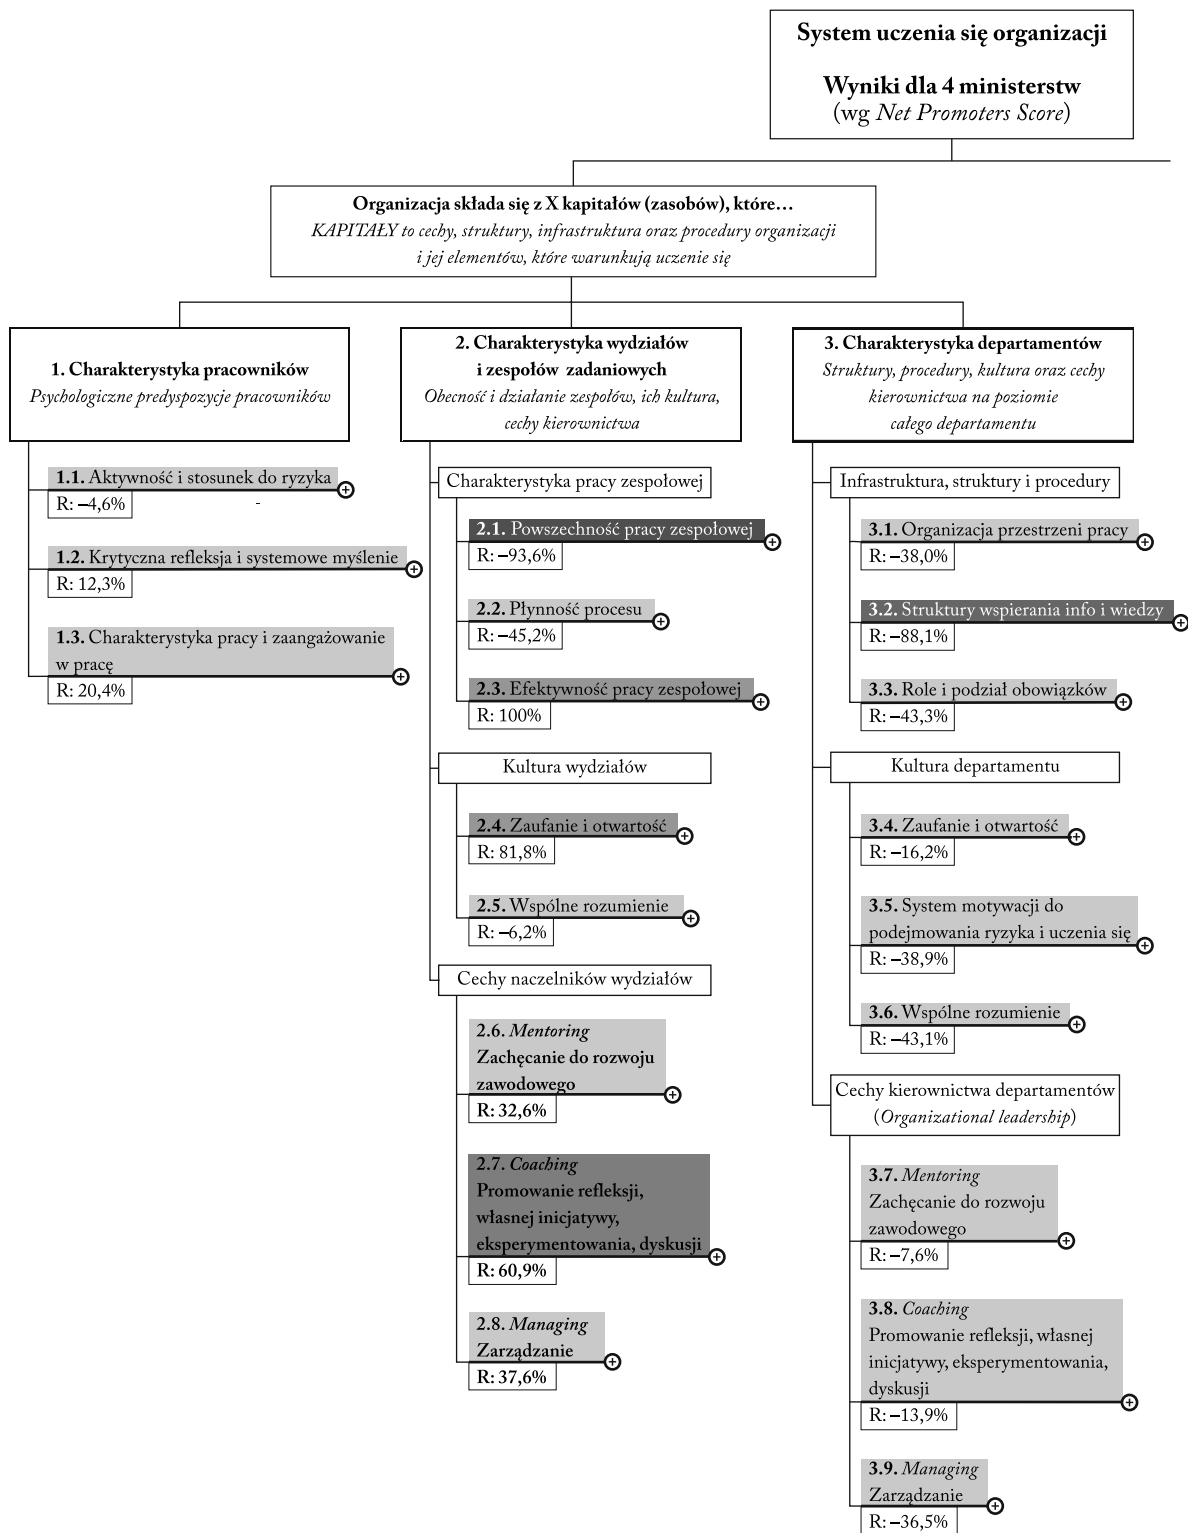 System uczenia się organizacji
Wyniki dla 4 ministerstw
(wg Net Promoters Score)
Organizacja składa się z X kapitałów (zasobów), które…
KAPITAŁY to cechy, struktury, infrastruktura oraz procedury organizacji
i jej elementów, które warunkują uczenie się
1. Charakterystyka pracowników
Psychologiczne predyspozycje pracowników
1.1. Aktywność i stosunek do ryzyka
R: –4,6%
-
1.2. Krytyczna refleksja i systemowe myślenie
R: 12,3%
1.3. Charakterystyka pracy i zaangażowanie
w pracę
R: 20,4%
2. Charakterystyka wydziałów
i zespołów zadaniowych
Obecność i działanie zespołów, ich kultura,
cechy kierownictwa
Charakterystyka pracy zespołowej
2.1. Powszechność pracy zespołowej
R: –93,6%
2.2. Płynność procesu
R: –45,2%
2.3. Efektywność pracy zespołowej
R: 100%
Kultura wydziałów
2.4. Zaufanie i otwartość
R: 81,8%
2.5. Wspólne rozumienie
R: –6,2%
Cechy naczelników wydziałów
2.6. Mentoring
Zachęcanie do rozwoju
zawodowego
R: 32,6%
2.7. Coaching
Promowanie refleksji,
własnej inicjatywy,
eksperymentowania, dyskusji
R: 60,9%
2.8. Managing
Zarządzanie
R: 37,6%
3. Charakterystyka departamentów
Struktury, procedury, kultura oraz cechy
kierownictwa na poziomie
całego departamentu
Infrastruktura, struktury i procedury
3.1. Organizacja przestrzeni pracy
R: –38,0%
3.2. Struktury wspierania info i wiedzy
R: –88,1%
3.3. Role i podział obowiązków
R: –43,3%
Kultura departamentu
3.4. Zaufanie i otwartość
R: –16,2%
3.5. System motywacji do
podejmowania ryzyka i uczenia się
R: –38,9%
3.6. Wspólne rozumienie
R: –43,1%
Cechy kierownictwa departamentów
(Organizational leadership)
3.7. Mentoring
Zachęcanie do rozwoju
zawodowego
R: –7,6%
3.8. Coaching
Promowanie refleksji, własnej
inicjatywy, eksperymentowania,
dyskusji
R: –13,9%
3.9. Managing
Zarządzanie
R: –36,5%